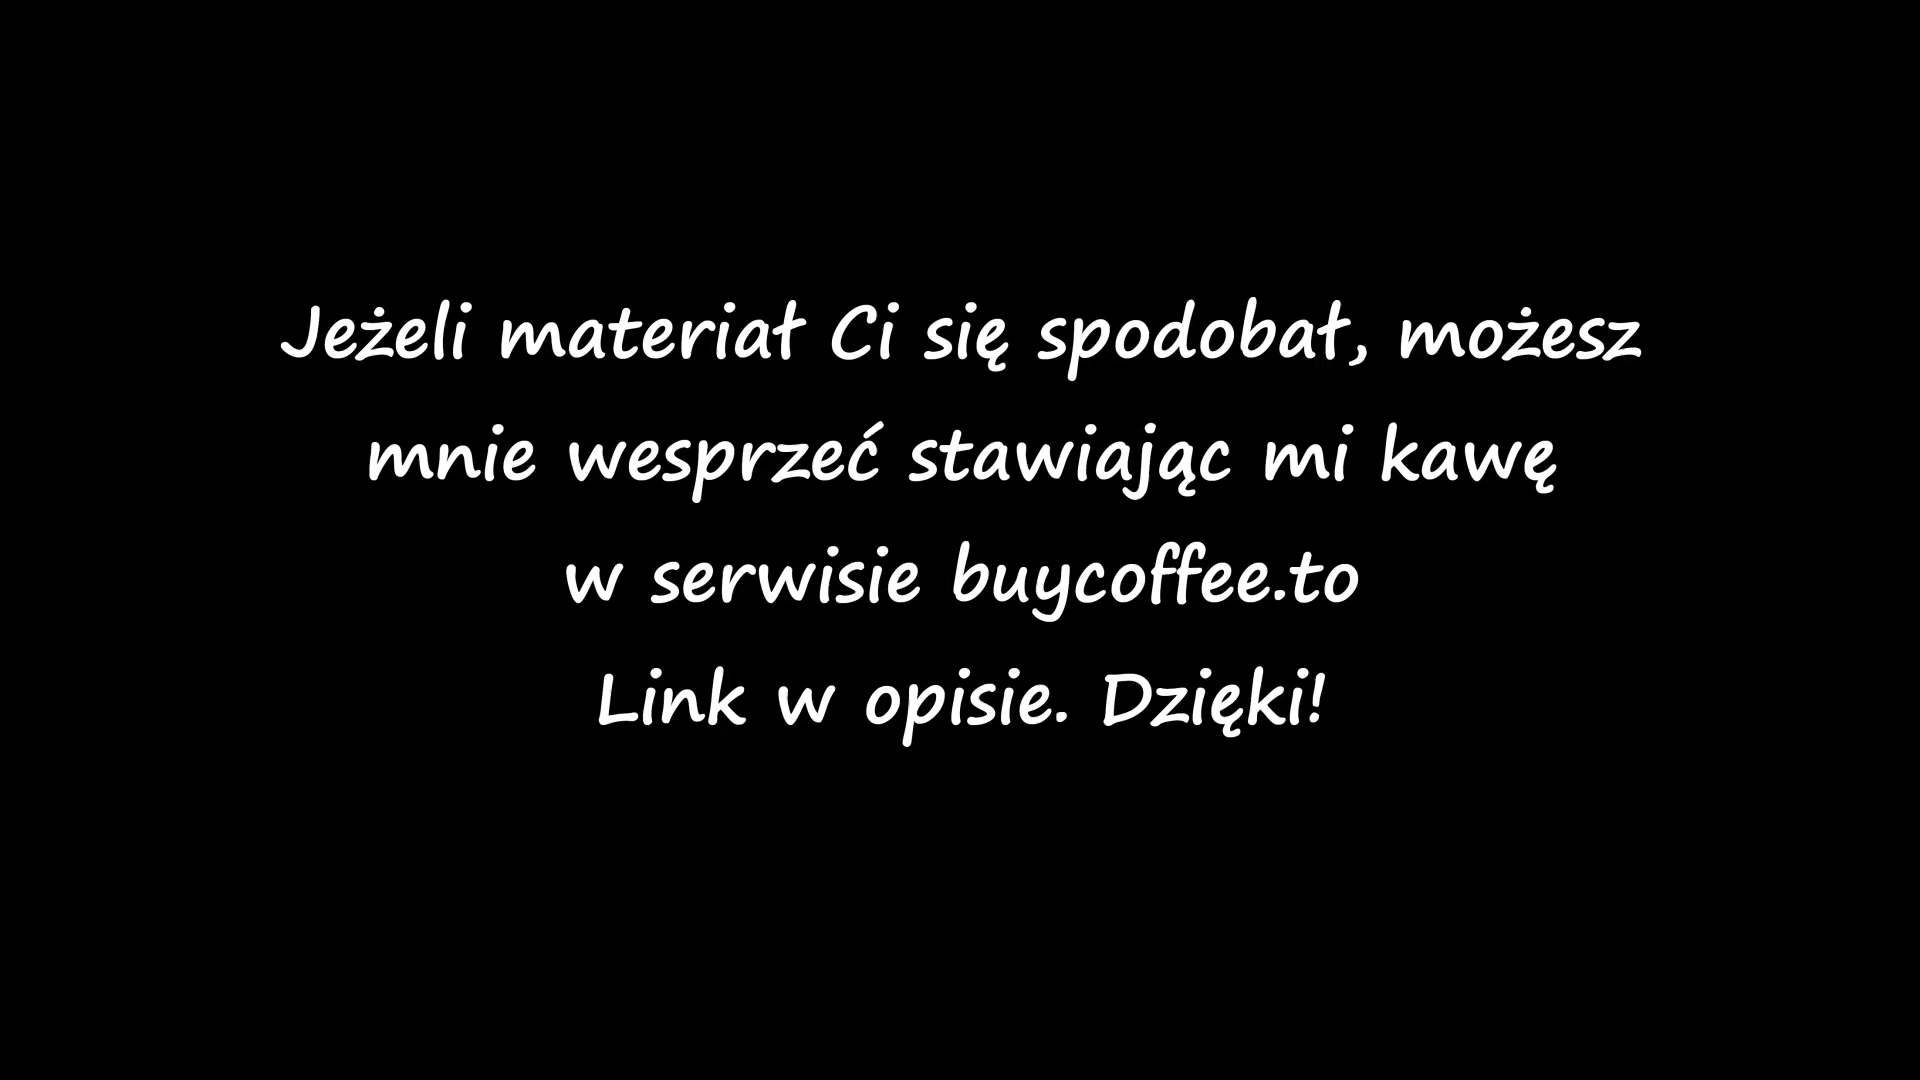 Jeżeli materiał Ci się spodobał, możesz
mnie wesprzeć stawiając mi kawę
w serwisie buycoffee.to
Link w opisie. Dzięki!